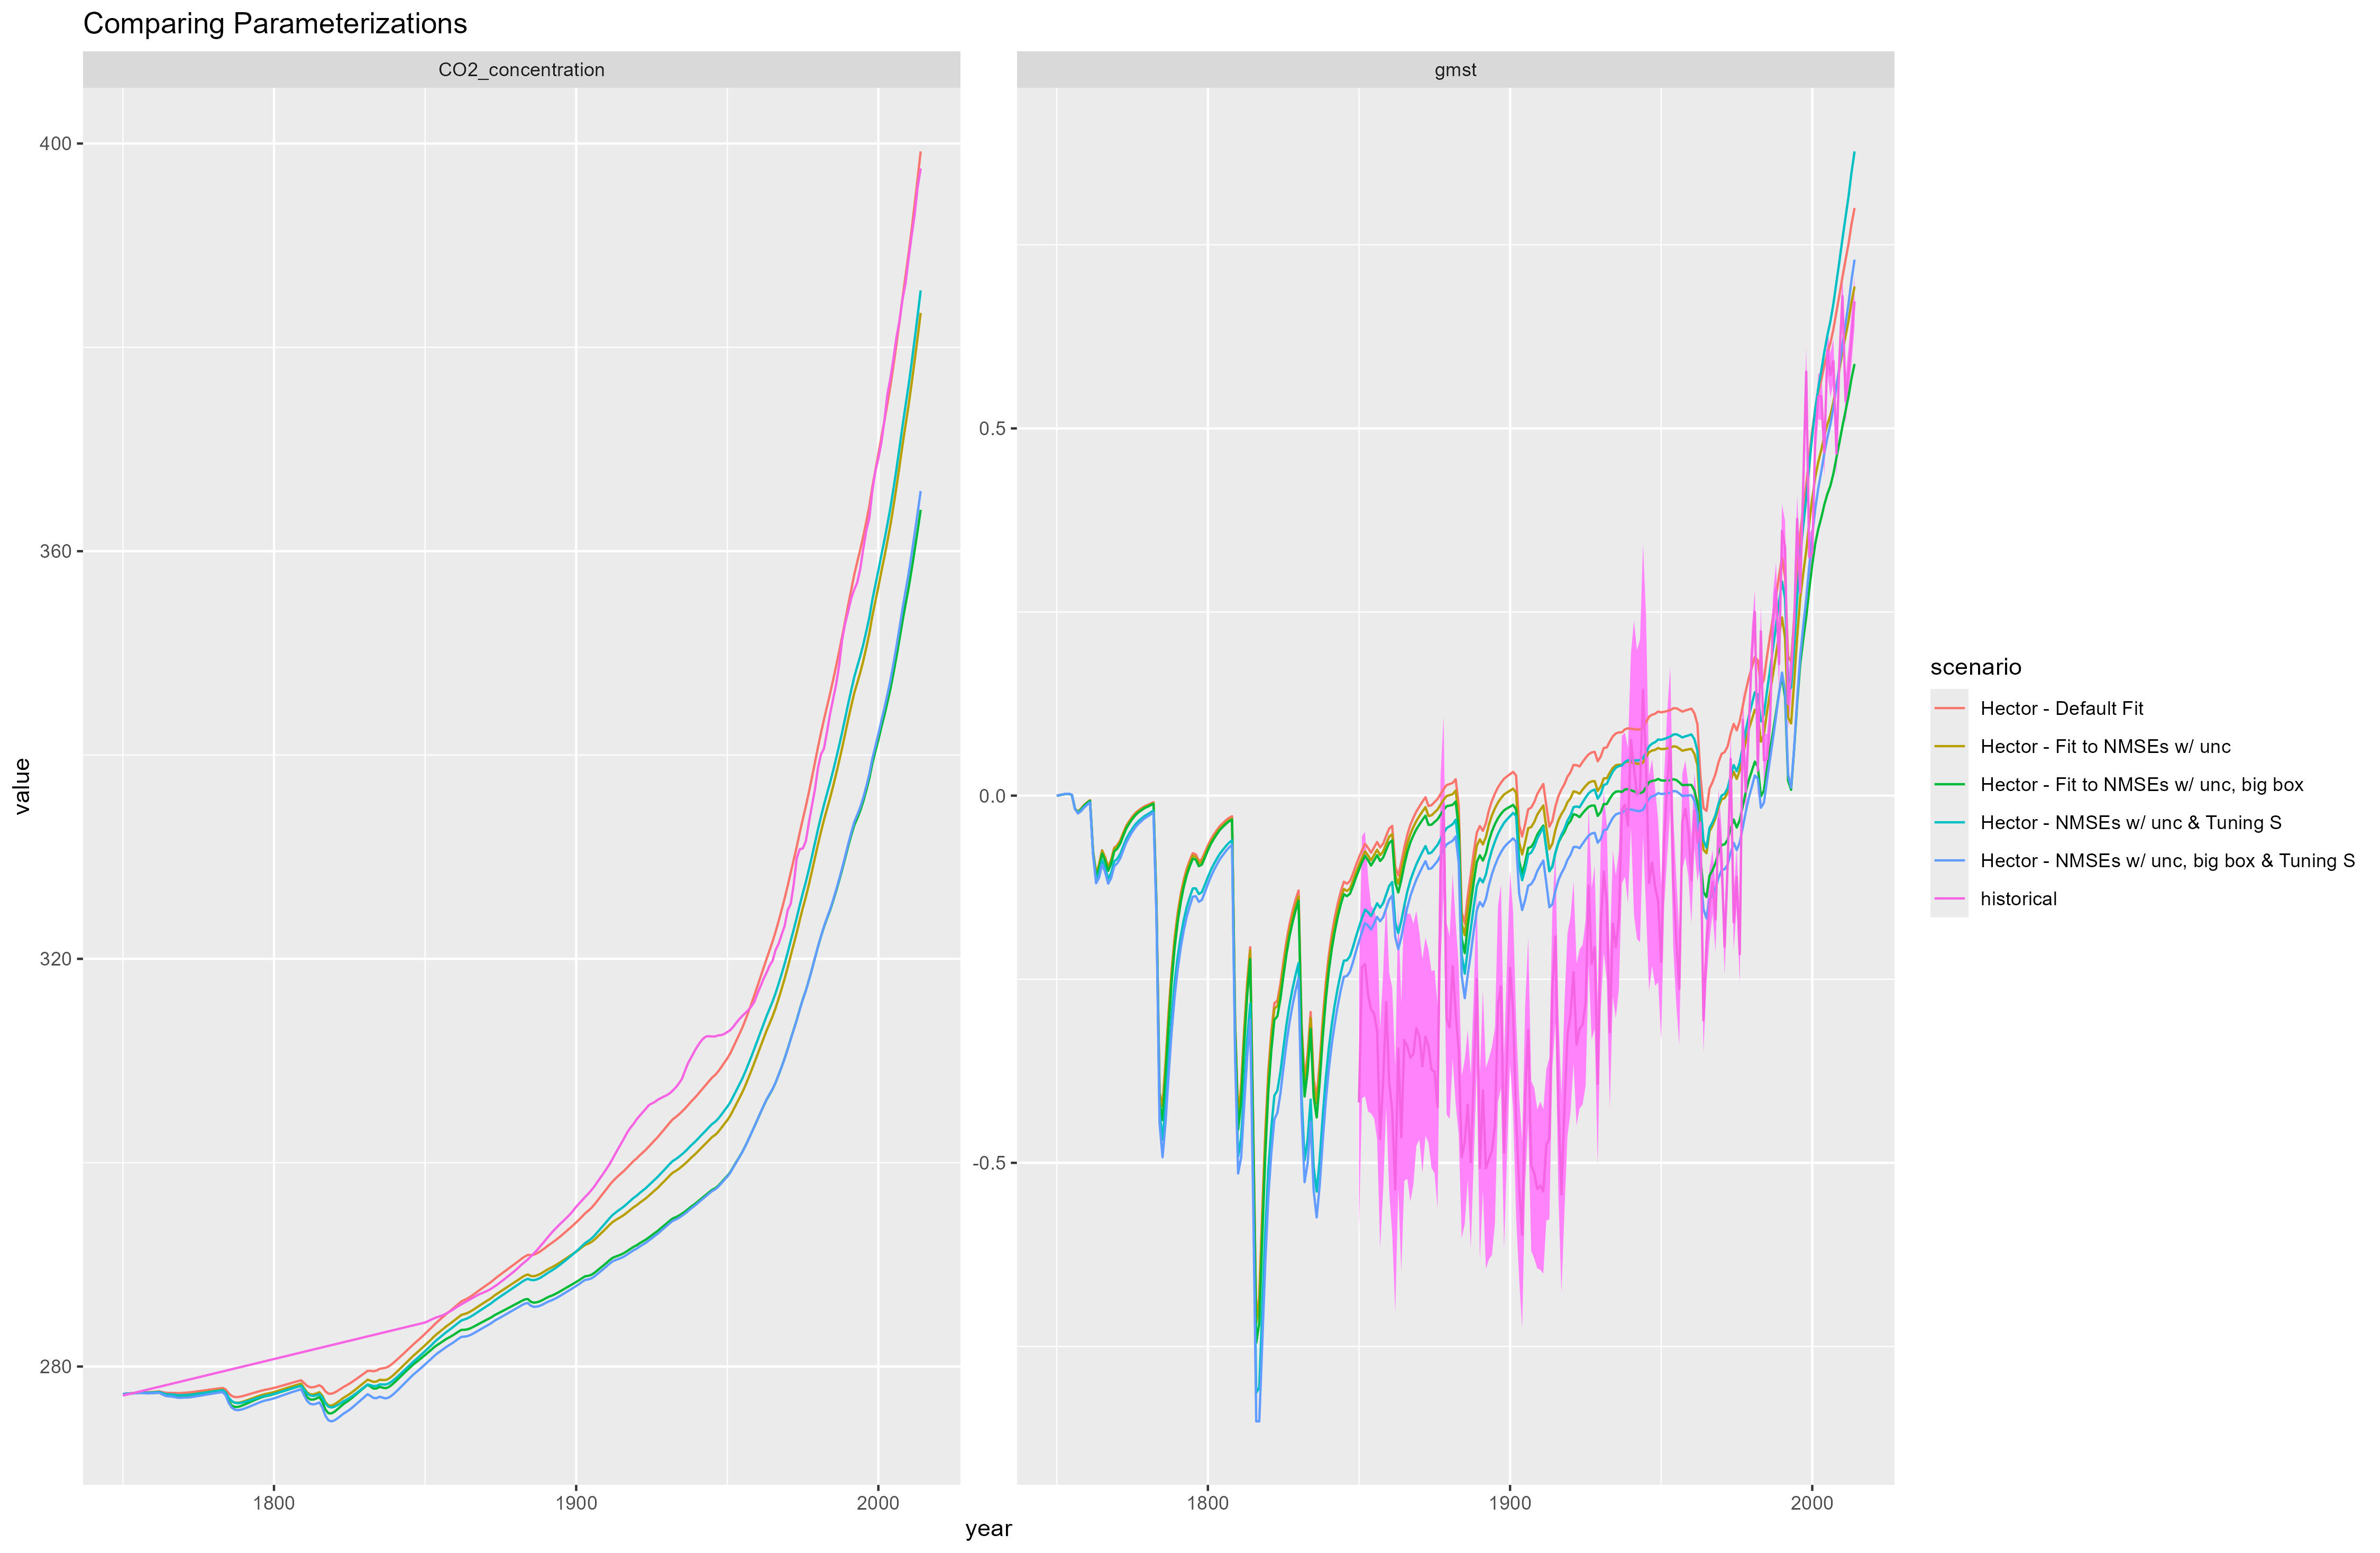 Comparing Parameterizations
CO2_concentration
gmst
value
400
360
320
280
0.5
0.0
-0.5
1800
1900
2000
1800
1900
2000
year
scenario
Hector - Default Fit
Hector - Fit to NMSEs w/ unc
Hector - Fit to NMSEs w/ unc, big box
Hector - NMSEs w/ unc & Tuning S
Hector - NMSEs w/ unc, big box & Tuning S
historical